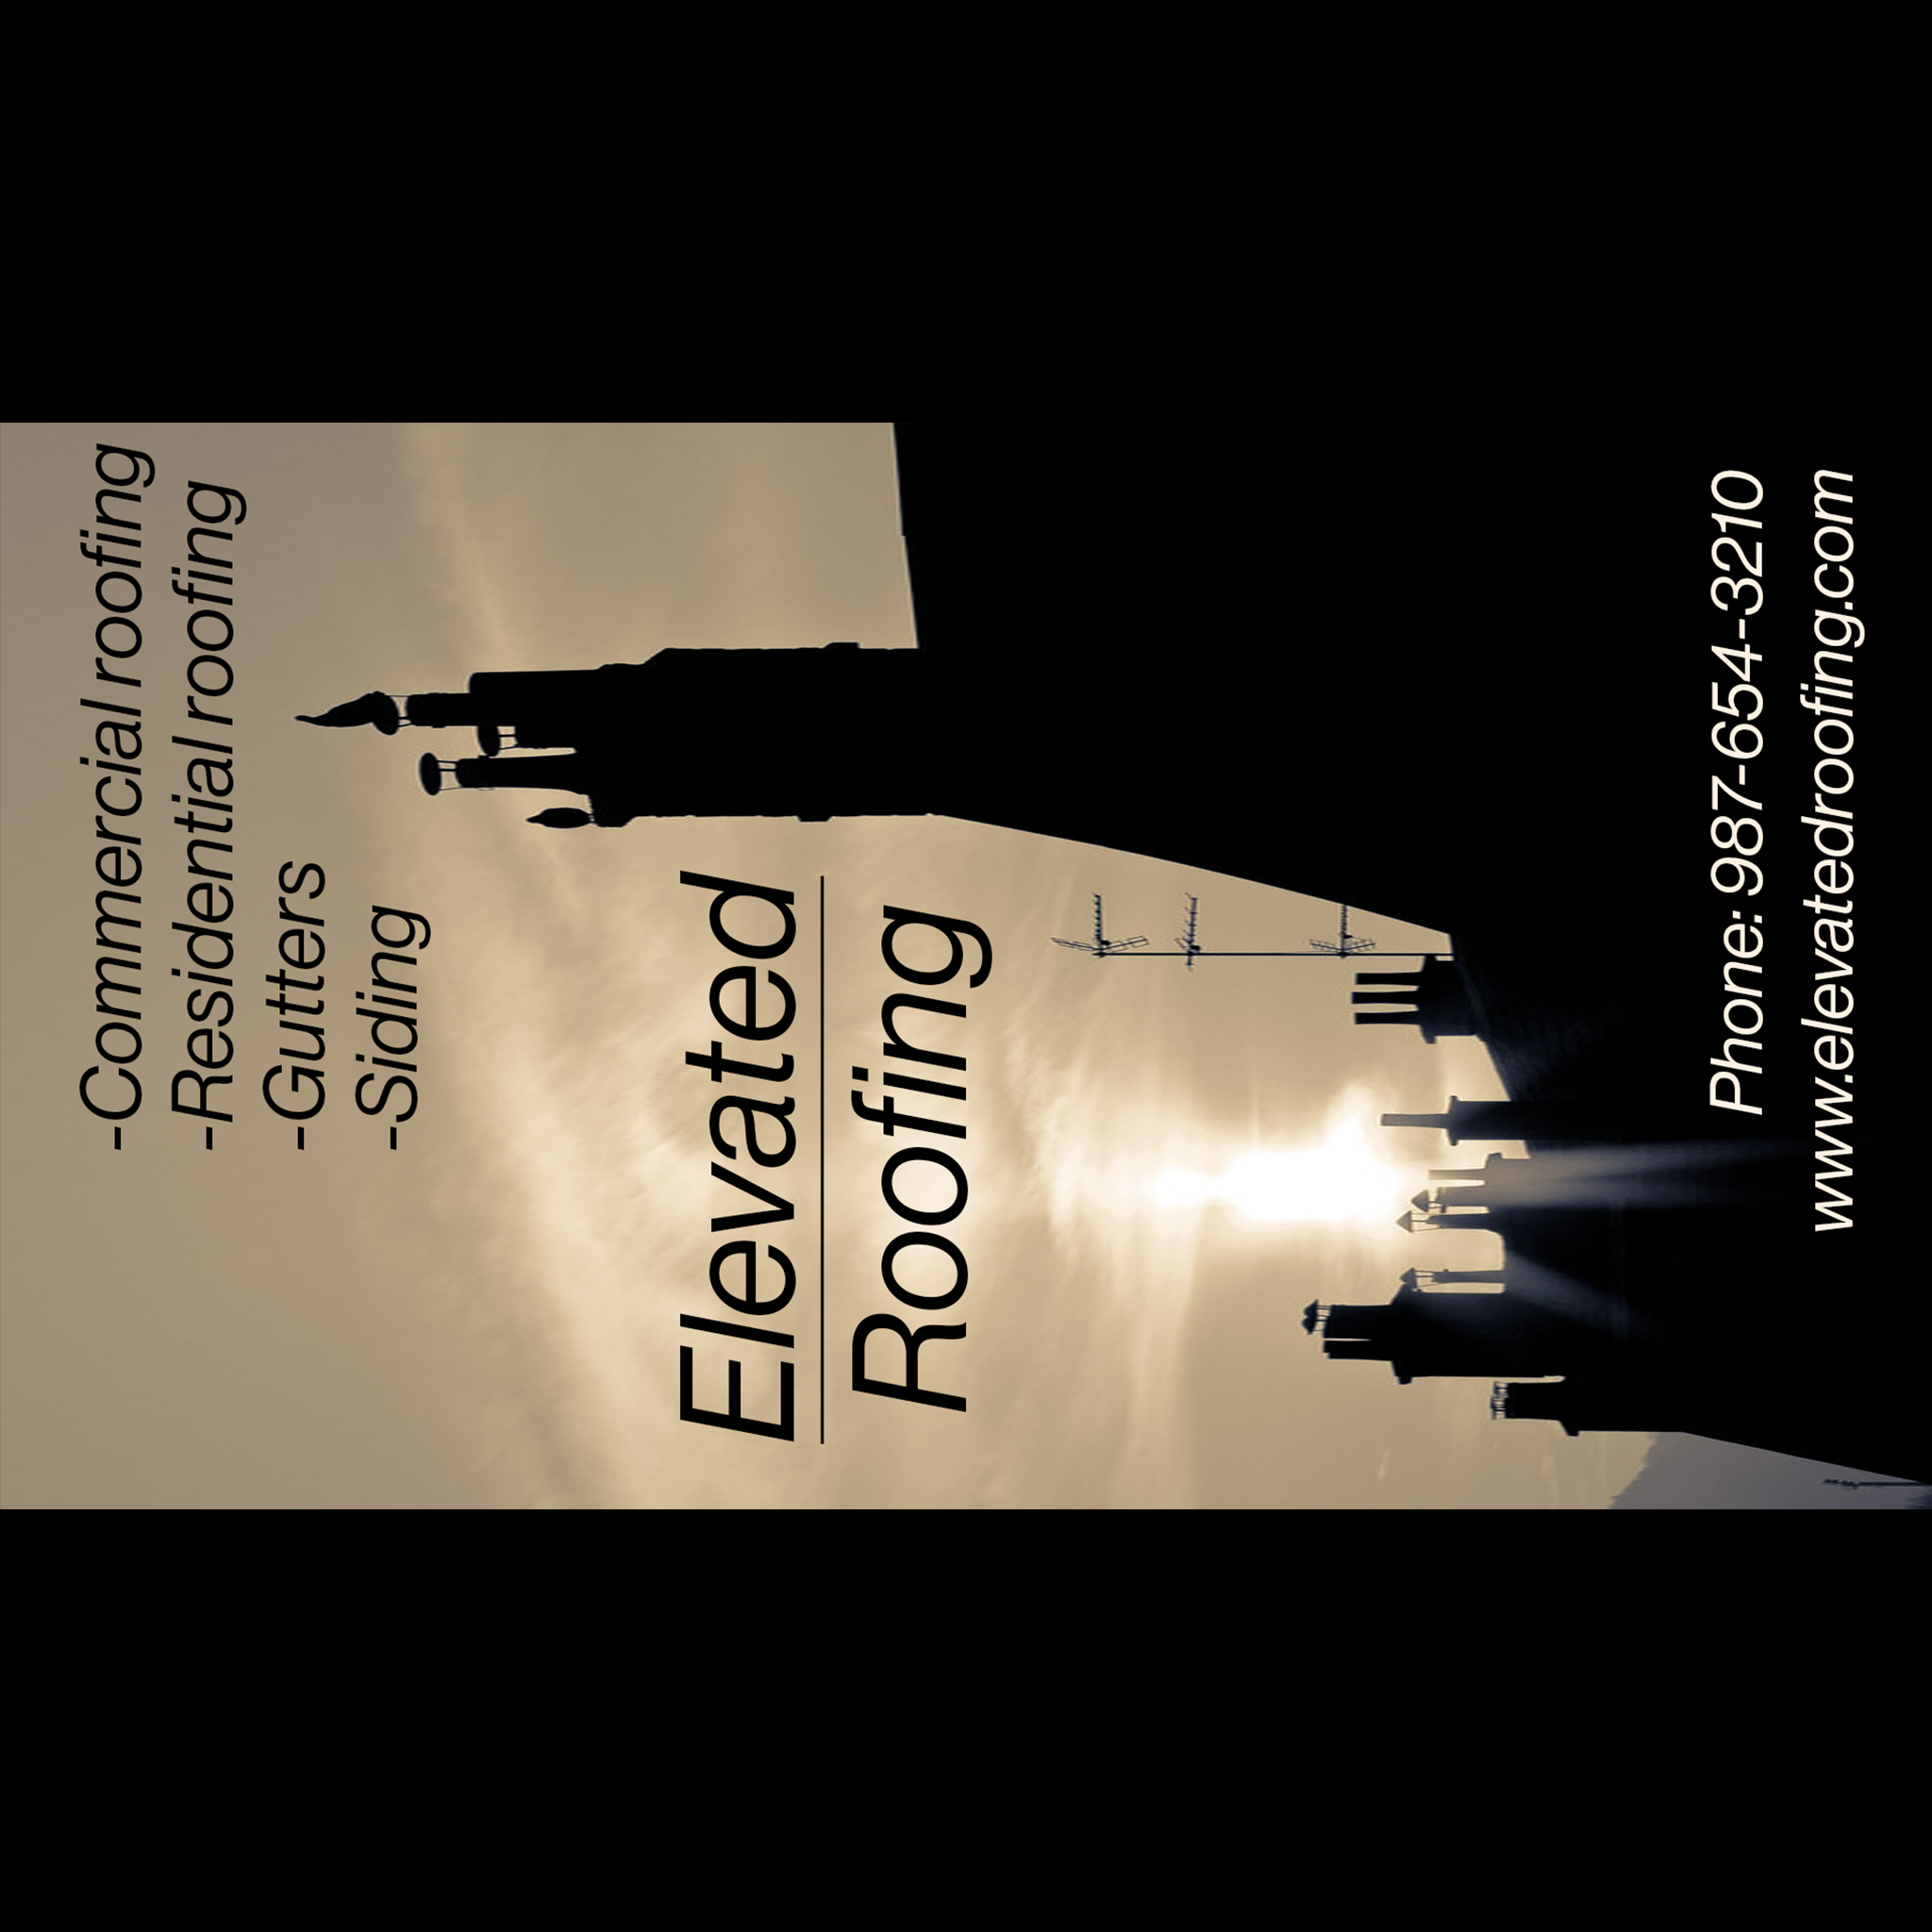 -Commercial roofing
-Residential roofing
-Gutters
-Siding
Elevated
Roofing
Phone: 987-654-3210
www.elevatedroofing.com